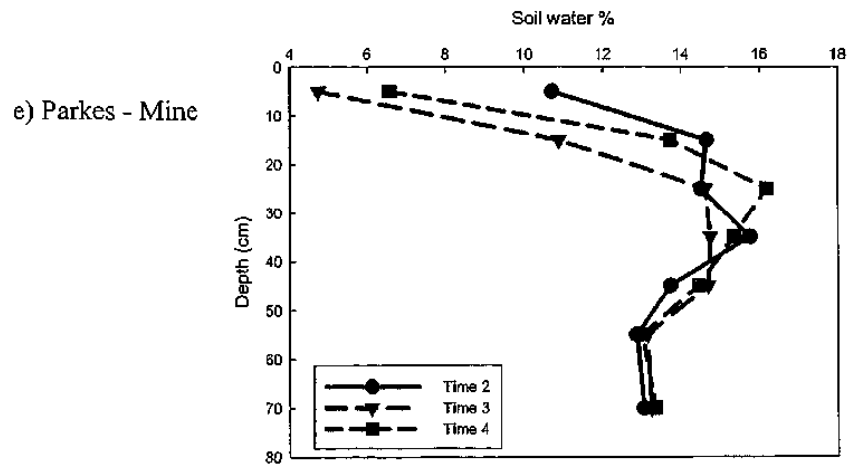 Soil water %
4 6 8 10 12 14 16 18
e) Parkes - Mine
Depth (cm)
0
10
20
30
40
50
60
70
80
Time 2
Time 3
Time 4